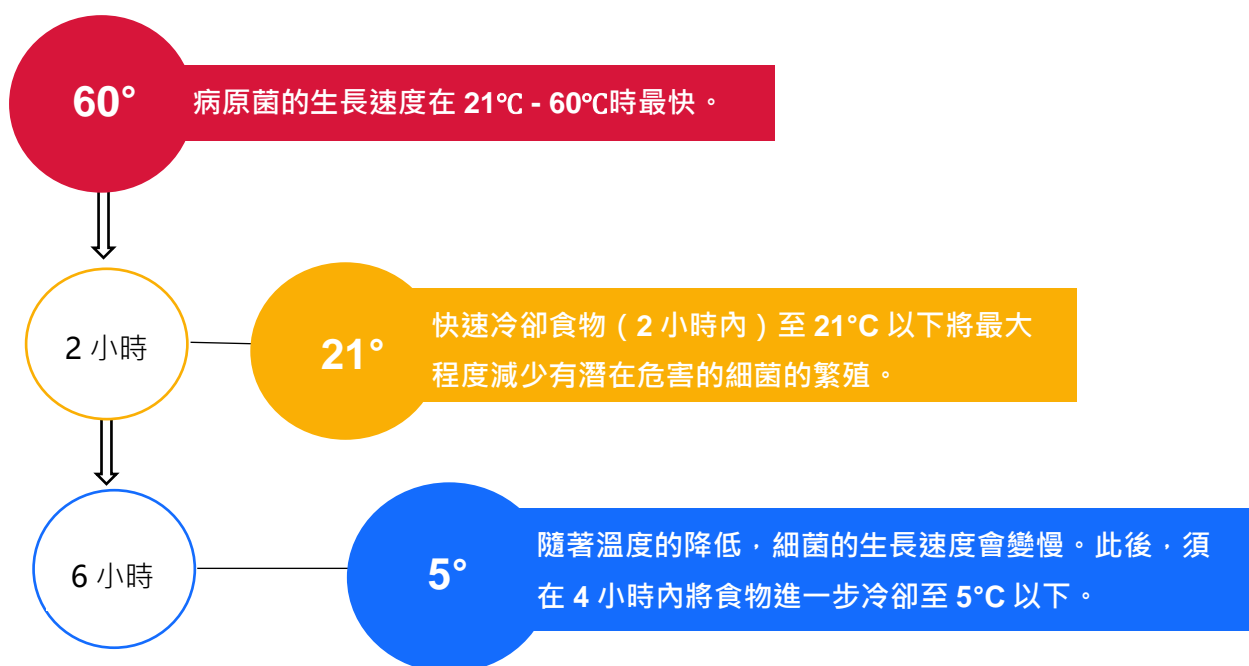 60°
病原菌的生長速度在 21℃ - 60℃時最快。
2 小時
21°
快速冷卻食物（2 小時內）至 21°C 以下將最大
程度減少有潛在危害的細菌的繁殖。
6 小時
5°
隨著溫度的降低，細菌的生長速度會變慢。此後，須
在 4 小時內將食物進一步冷卻至 5°C 以下。